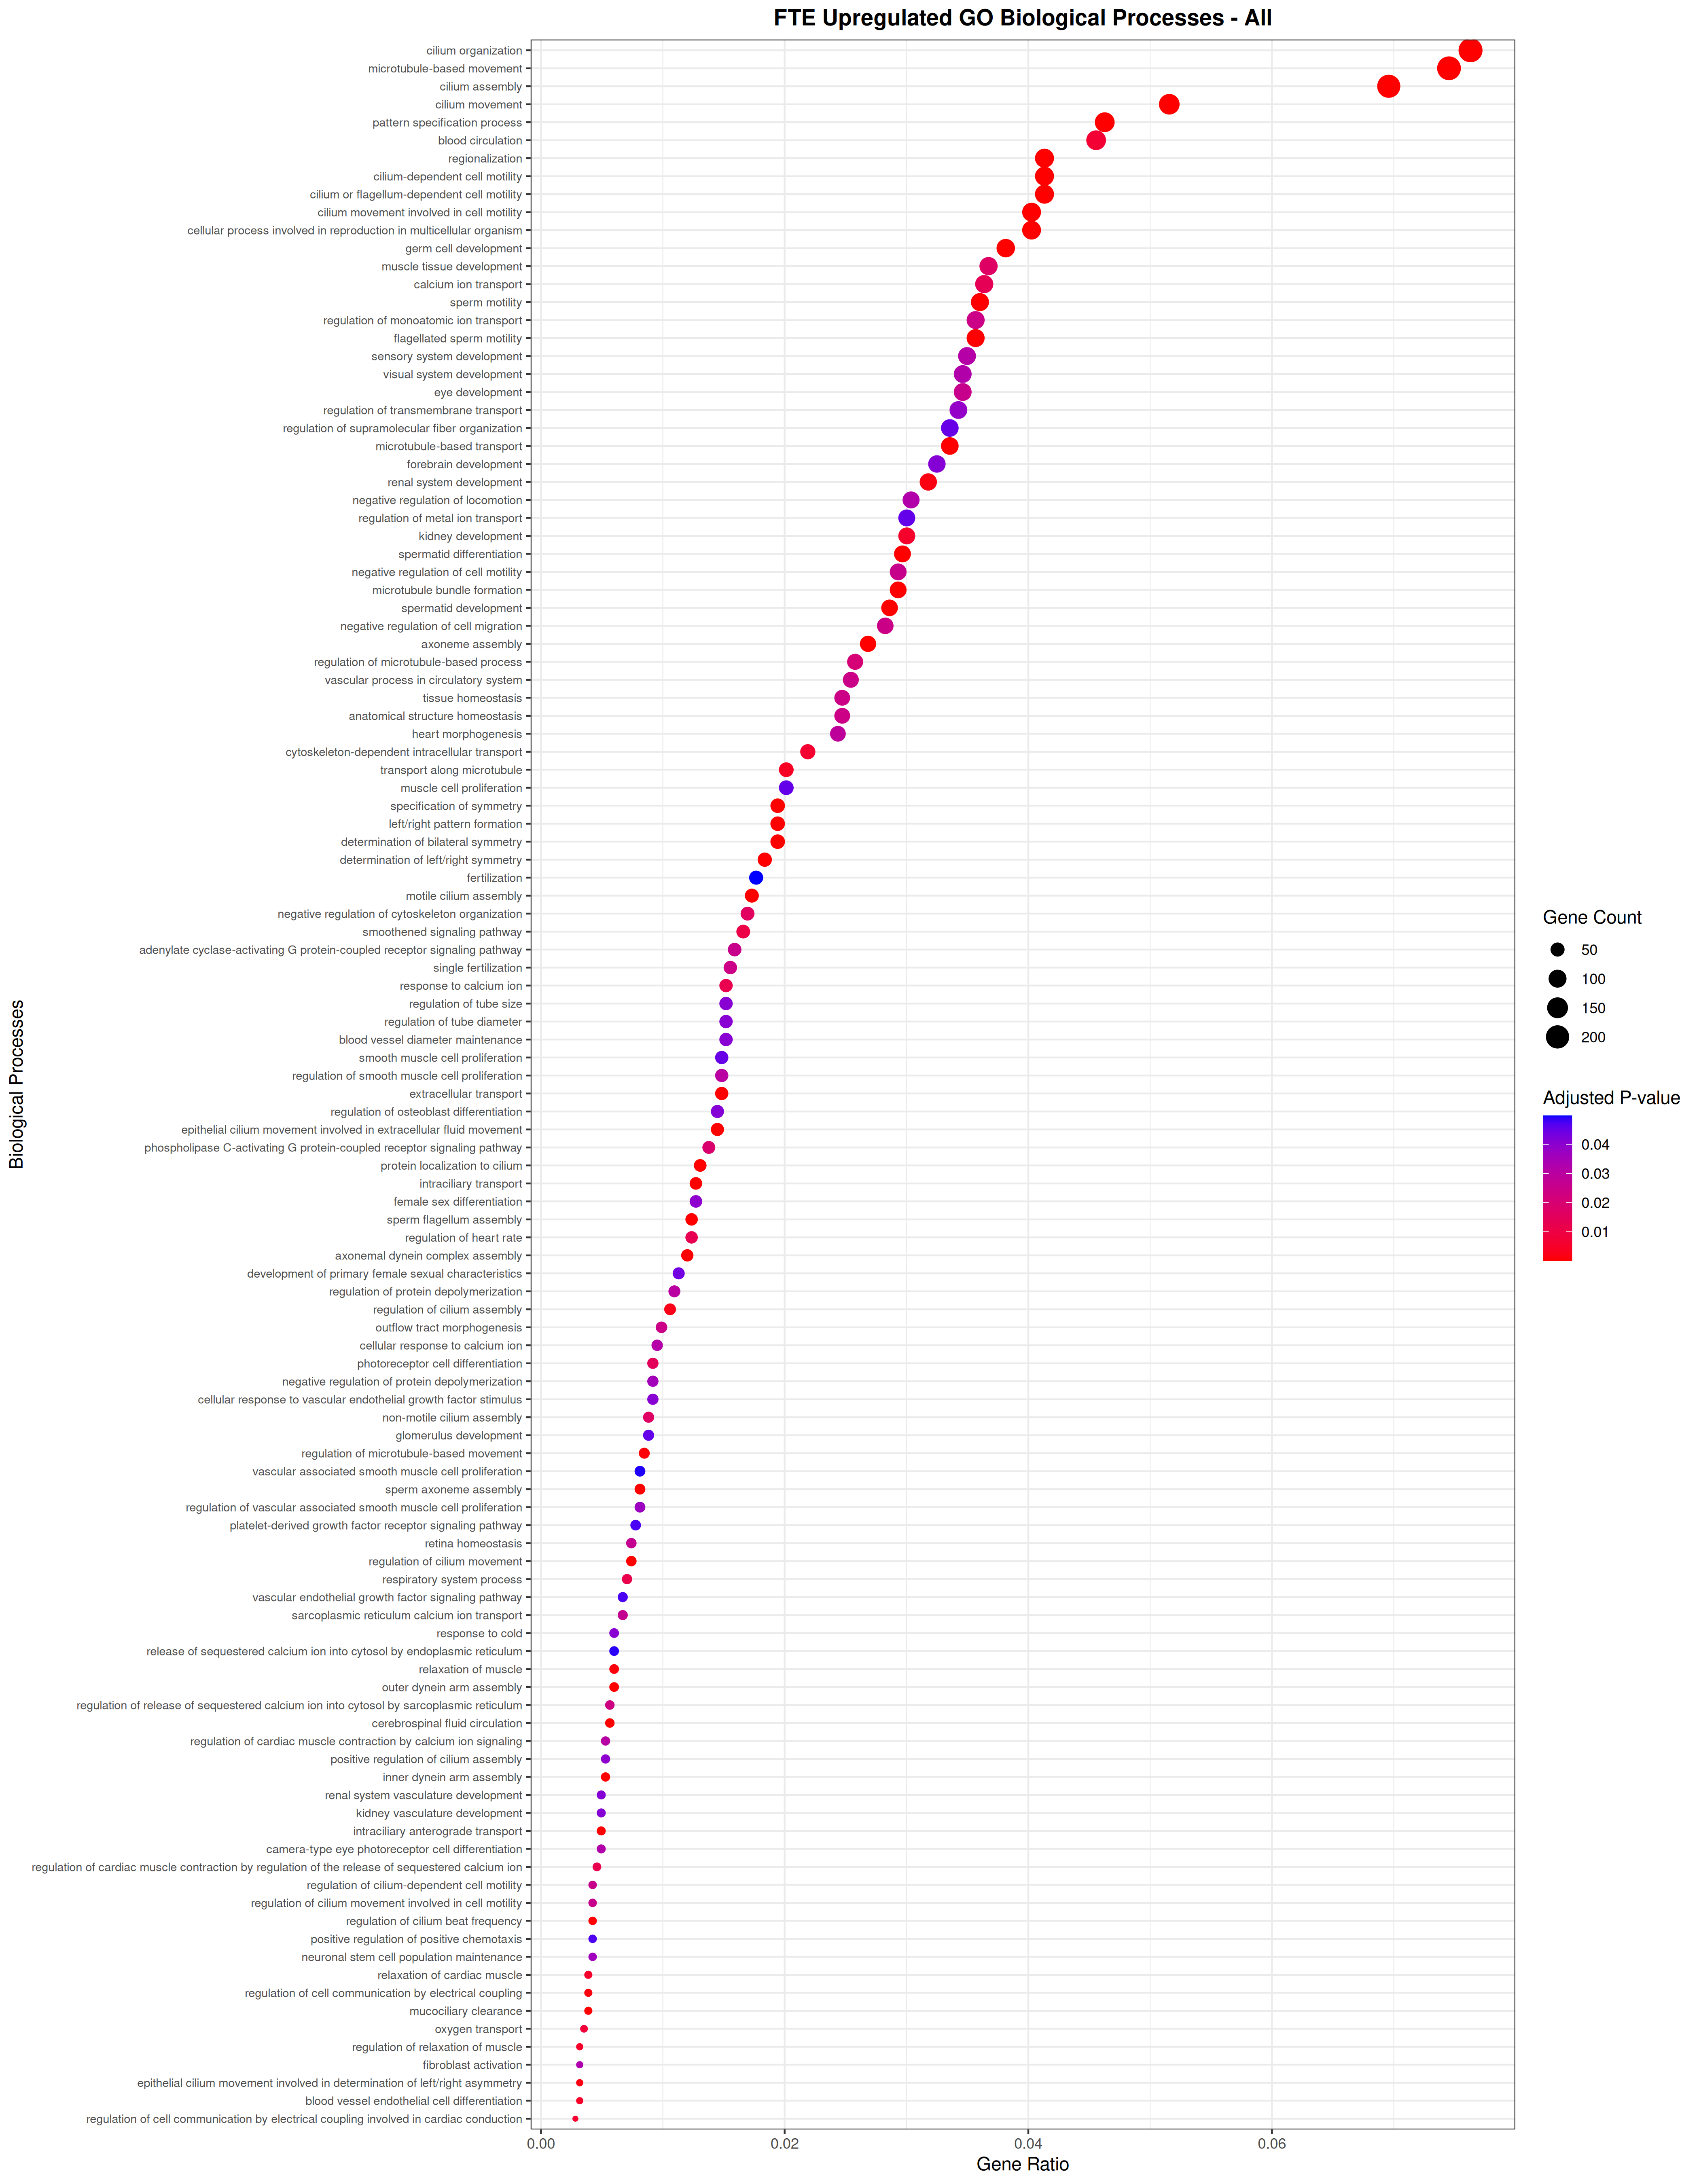 FTE Upregulated GO Biological Processes - All
cilium organization
microtubule-based movement
cilium assembly
cilium movement
pattern specification process
blood circulation
regionalization
cilium-dependent cell motility
cilium or flagellum-dependent cell motility
cilium movement involved in cell motility
cellular process involved in reproduction in multicellular organism
germ cell development
muscle tissue development
calcium ion transport
sperm motility
regulation of monoatomic ion transport
flagellated sperm motility
sensory system development
visual system development
eye development
regulation of transmembrane transport
regulation of supramolecular fiber organization
microtubule-based transport
forebrain development
renal system development
negative regulation of locomotion
regulation of metal ion transport
kidney development
spermatid differentiation
negative regulation of cell motility
microtubule bundle formation
spermatid development
negative regulation of cell migration
axoneme assembly
regulation of microtubule-based process
vascular process in circulatory system
tissue homeostasis
anatomical structure homeostasis
heart morphogenesis
cytoskeleton-dependent intracellular transport
transport along microtubule
muscle cell proliferation
specification of symmetry
left/right pattern formation
determination of bilateral symmetry
determination of left/right symmetry
fertilization
motile cilium assembly
negative regulation of cytoskeleton organization
smoothened signaling pathway
adenylate cyclase-activating G protein-coupled receptor signaling pathway
single fertilization
response to calcium ion
regulation of tube size
regulation of tube diameter
blood vessel diameter maintenance
smooth muscle cell proliferation
regulation of smooth muscle cell proliferation
extracellular transport
regulation of osteoblast differentiation
epithelial cilium movement involved in extracellular fluid movement
phospholipase C-activating G protein-coupled receptor signaling pathway
protein localization to cilium
intraciliary transport
female sex differentiation
sperm flagellum assembly
regulation of heart rate
axonemal dynein complex assembly
development of primary female sexual characteristics
regulation of protein depolymerization
regulation of cilium assembly
outflow tract morphogenesis
cellular response to calcium ion
photoreceptor cell differentiation
negative regulation of protein depolymerization
cellular response to vascular endothelial growth factor stimulus
non-motile cilium assembly
glomerulus development
regulation of microtubule-based movement
vascular associated smooth muscle cell proliferation
sperm axoneme assembly
regulation of vascular associated smooth muscle cell proliferation
platelet-derived growth factor receptor signaling pathway
retina homeostasis
regulation of cilium movement
respiratory system process
vascular endothelial growth factor signaling pathway
sarcoplasmic reticulum calcium ion transport
response to cold
release of sequestered calcium ion into cytosol by endoplasmic reticulum
relaxation of muscle
outer dynein arm assembly
regulation of release of sequestered calcium ion into cytosol by sarcoplasmic reticulum
cerebrospinal fluid circulation
regulation of cardiac muscle contraction by calcium ion signaling
positive regulation of cilium assembly
inner dynein arm assembly
renal system vasculature development
kidney vasculature development
intraciliary anterograde transport
camera-type eye photoreceptor cell differentiation
regulation of cardiac muscle contraction by regulation of the release of sequestered calcium ion
regulation of cilium-dependent cell motility
regulation of cilium movement involved in cell motility
regulation of cilium beat frequency
positive regulation of positive chemotaxis
neuronal stem cell population maintenance
relaxation of cardiac muscle
regulation of cell communication by electrical coupling
mucociliary clearance
oxygen transport
regulation of relaxation of muscle
fibroblast activation
epithelial cilium movement involved in determination of left/right asymmetry
blood vessel endothelial cell differentiation
regulation of cell communication by electrical coupling involved in cardiac conduction
0.00 0.02 0.04 0.06
Gene Ratio
Biological Processes
Gene Count
50
100
150
200
Adjusted P-value
0.04
0.03
0.02
0.01